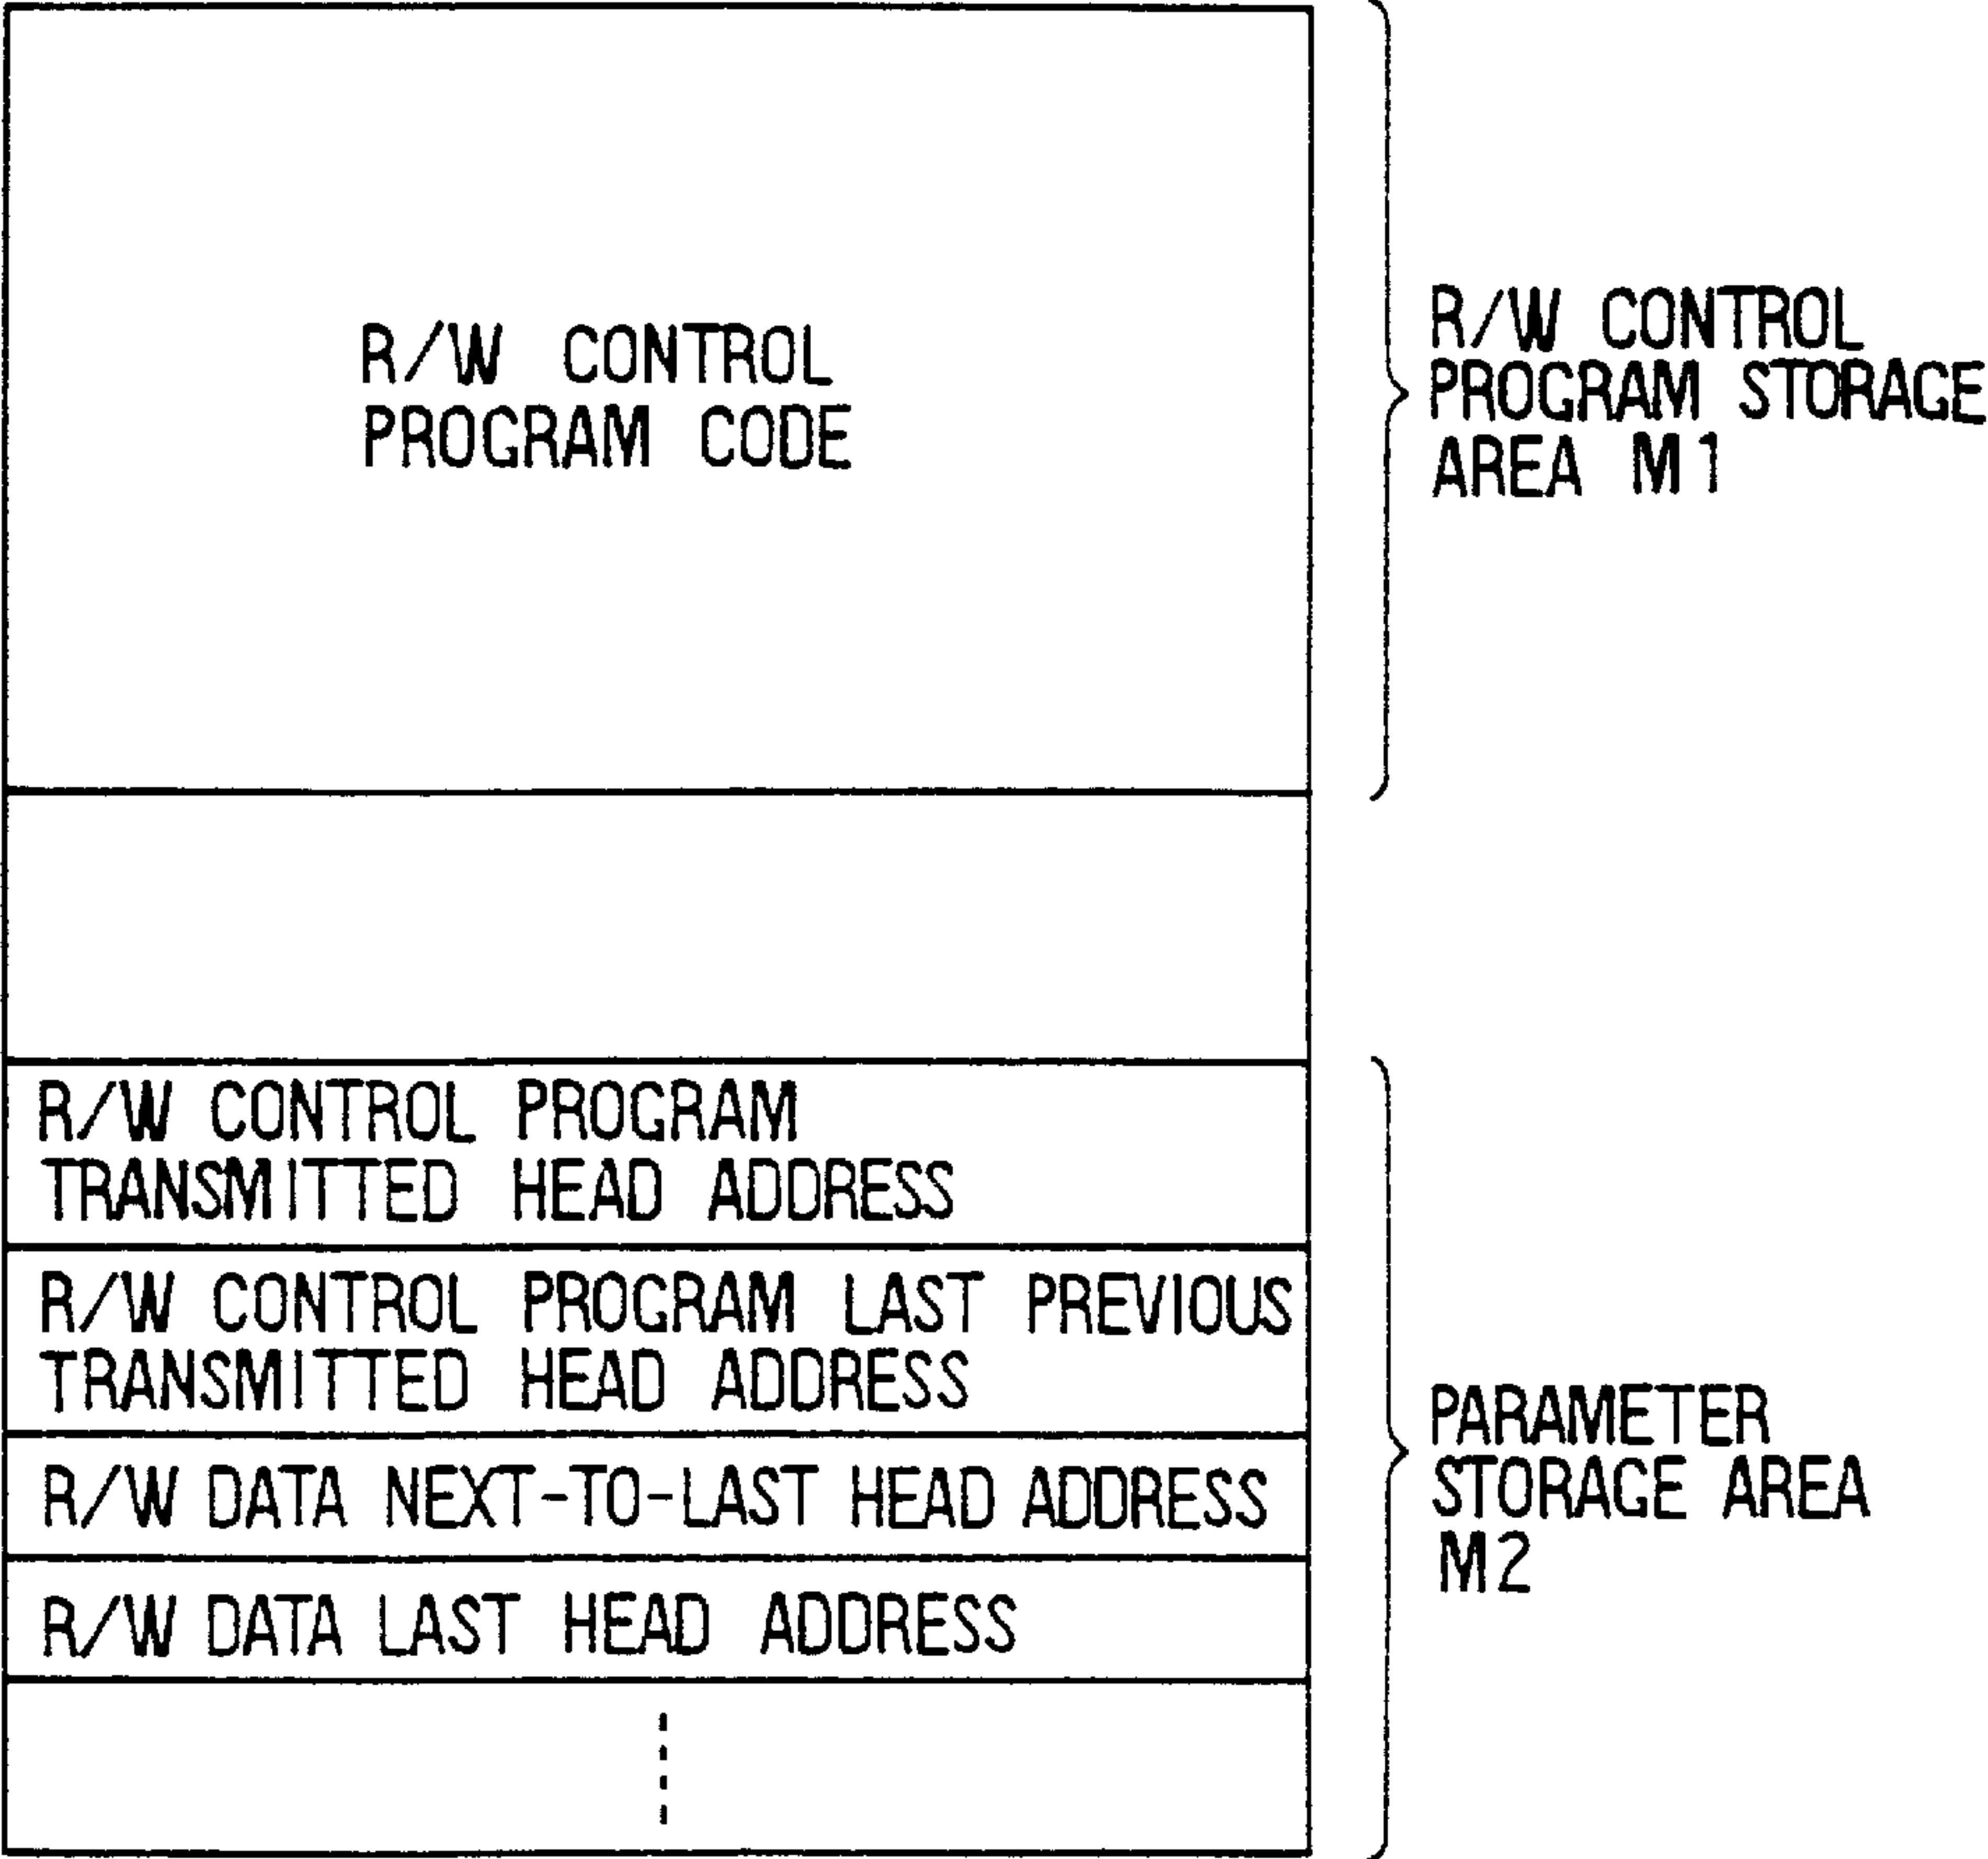 R/W CONTROL
PROGRAM CODE
R/W CONTROL
PROGRAM STORAGE
AREA M1
R/W CONTROL PROGRAM
TRANSMITTED HEAD ADDRESS
R/W CONTROL PROGRAM LAST PREVIOUS
TRANSMITTED HEAD ADDRESS
R/W DATA NEXT-TO-LAST HEAD ADDRESS
R/W DATA LAST HEAD ADDRESS
PARAMETER
STORAGE AREA
M2